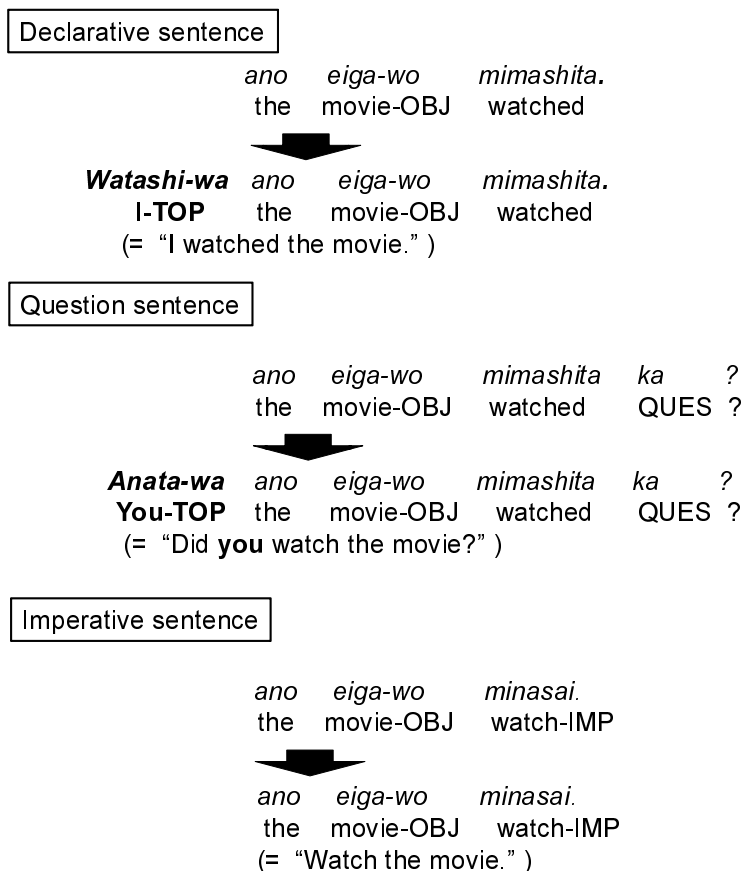 Declarative sentence
ano eiga-wo mimashita.
the movie-OBJ watched
Watashi-wa ano eiga-wo mimashita.
I-TOP the movie-OBJ watched
(= “I watched the movie.” )
Question sentence
ano eiga-wo mimashita ka ?
the movie-OBJ watched QUES ?
Anata-wa ano eiga-wo mimashita ka ?
You-TOP the movie-OBJ watched QUES ?
(= “Did you watch the movie?” )
Imperative sentence
ano eiga-wo minasai.
the movie-OBJ watch-IMP
ano eiga-wo minasai.
the movie-OBJ watch-IMP
(= “Watch the movie.” )